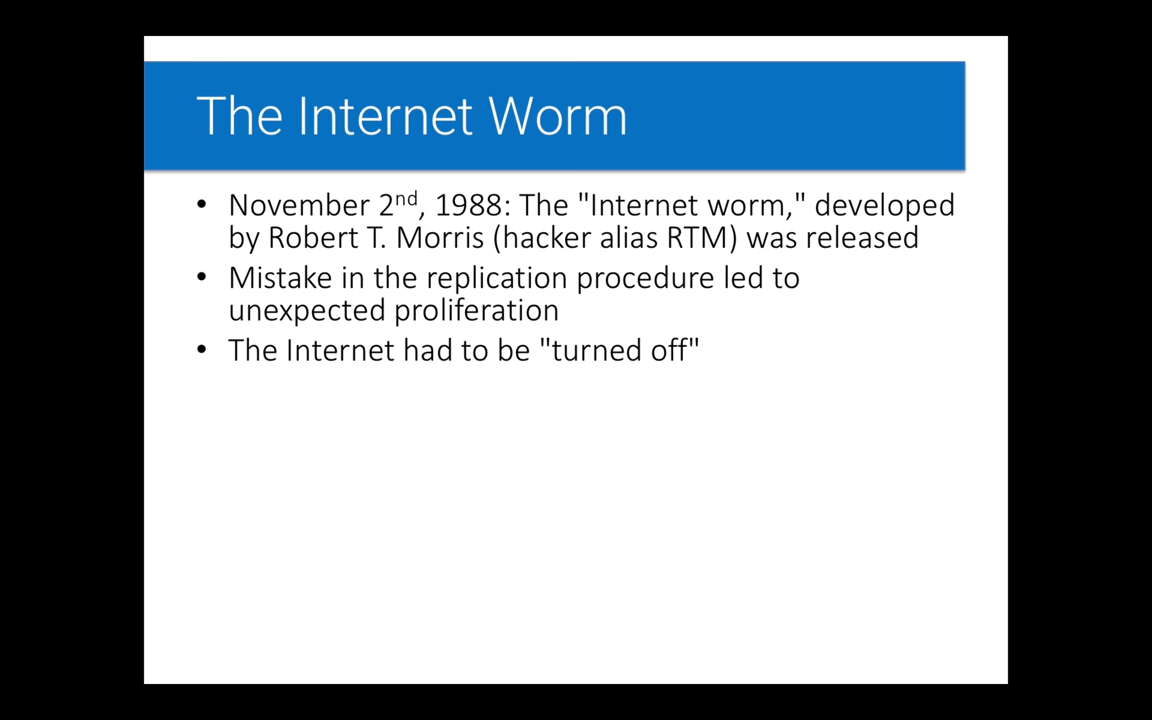 The Internet Worm
• November 2nd, 1988: The "Internet worm," developed
by Robert T. Morris (hacker alias RTM) was released
• Mistake in the replication procedure led to
unexpected proliferation
• The Internet had to be "turned off"